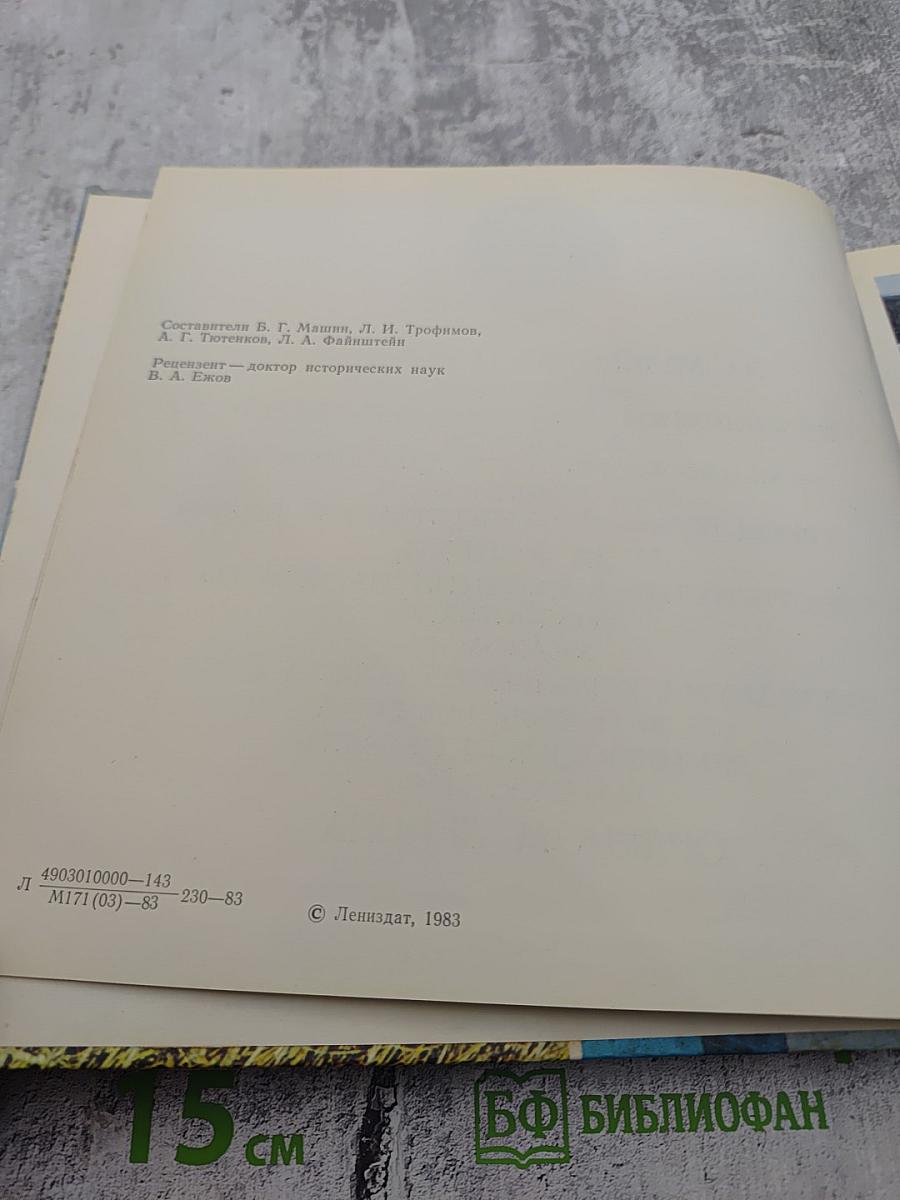 Составители Б. Г. Машин, Л. И. Трофимов,
А. Г. Тютенков, Л. А. Файнштейн
Рецензент — доктор исторических наук
В. А. Ежов
Л 4903010000—143
М171(03)—83
230—83
© Лениздат, 1983
15 см
БФ БИБЛИОФАН